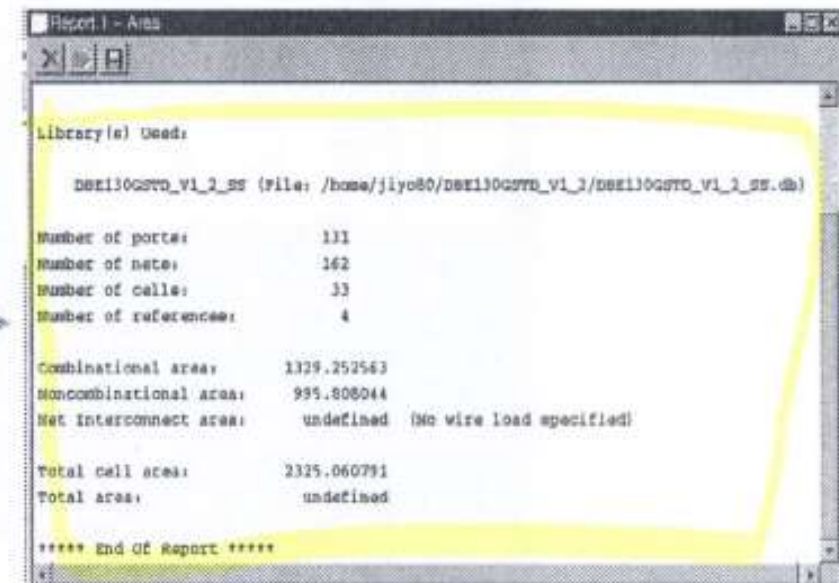 Report 1 - Area
Library(s) Used:
DBE130GSTD_V1_2_SS (File: /home/jiyo80/DBE130GSTD_V1_2/DBE130GSTD_V1_2_SS.db)
Number of ports: 131
Number of nets: 162
Number of cells: 33
Number of references: 4
Combinational area: 1329.252563
Noncombinational area: 995.808044
Net Interconnect area: undefined (No wire load specified)
Total cell area: 2325.060791
Total area: undefined
***** End Of Report *****